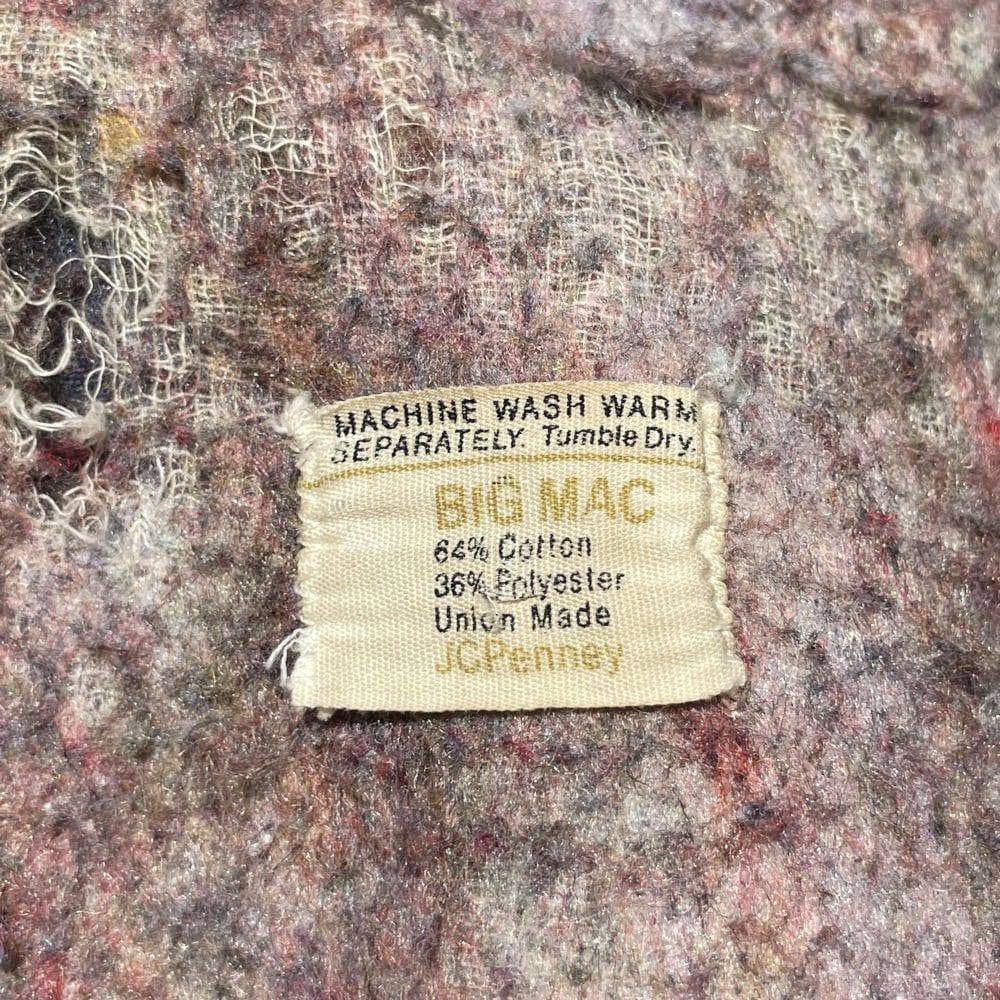 MACHINE WASH WARM
SEPARATELY. Tumble Dry.
BIG MAC
64% Cotton
36% Polyester
Union Made
JCPenney